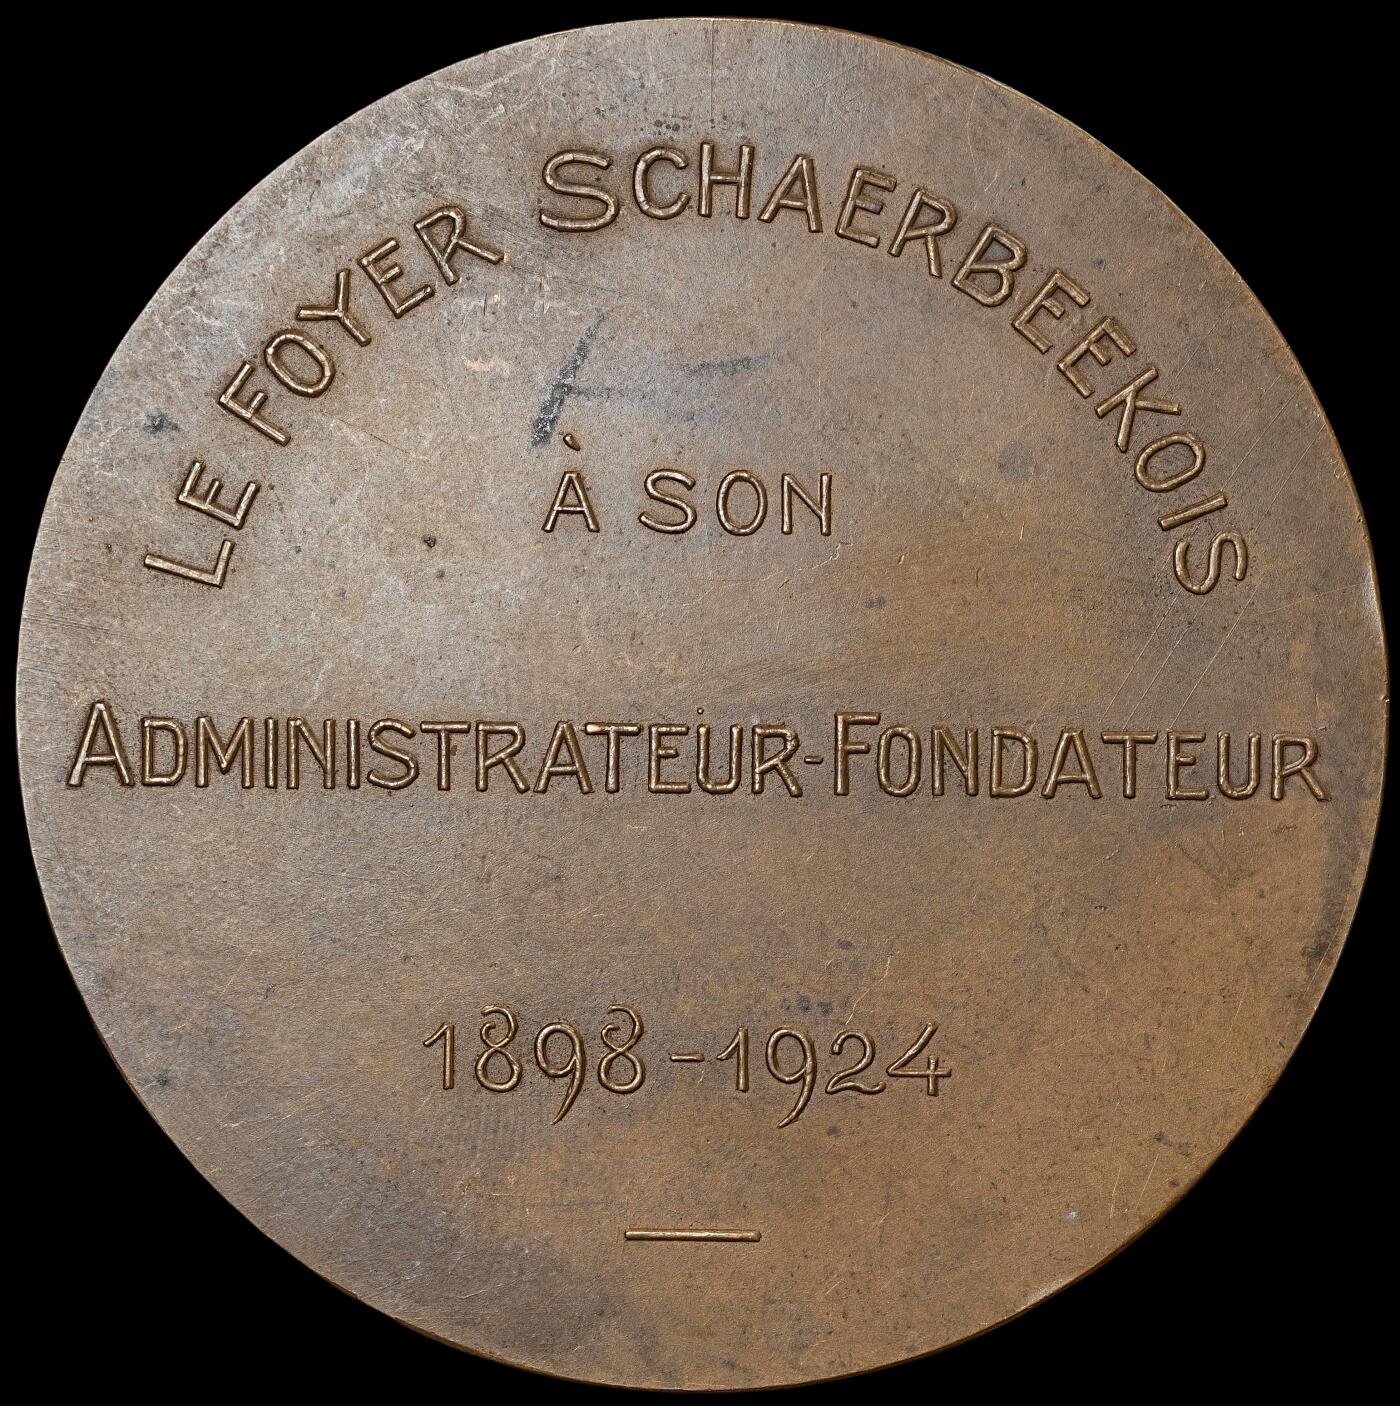 LE FOYER SCHAERBEEKOIS
À SON
ADMINISTRATEUR-FONDATEUR
1898-1924